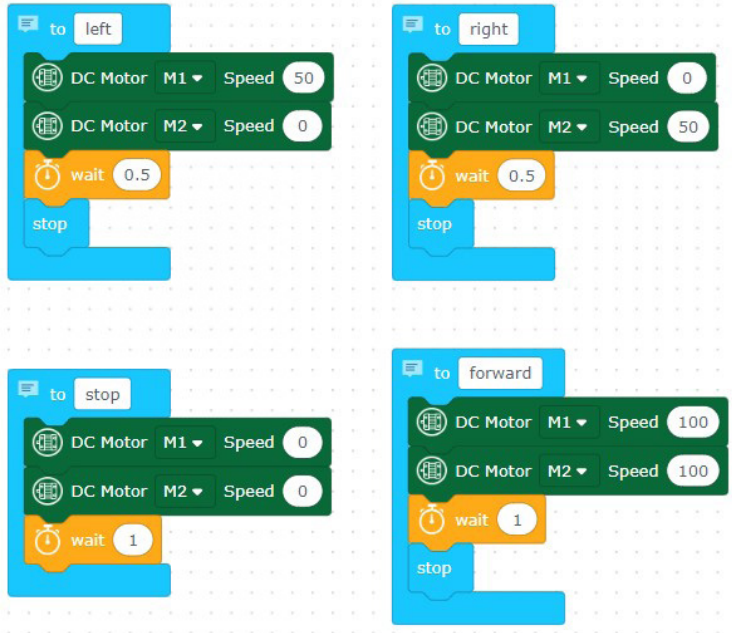 to left
DC Motor M1 Speed 50
DC Motor M2 Speed 0
wait 0.5
stop
to right
DC Motor M1 Speed 0
DC Motor M2 Speed 50
wait 0.5
stop
to stop
DC Motor M1 Speed 0
DC Motor M2 Speed 0
wait 1
to forward
DC Motor M1 Speed 100
DC Motor M2 Speed 100
wait 1
stop